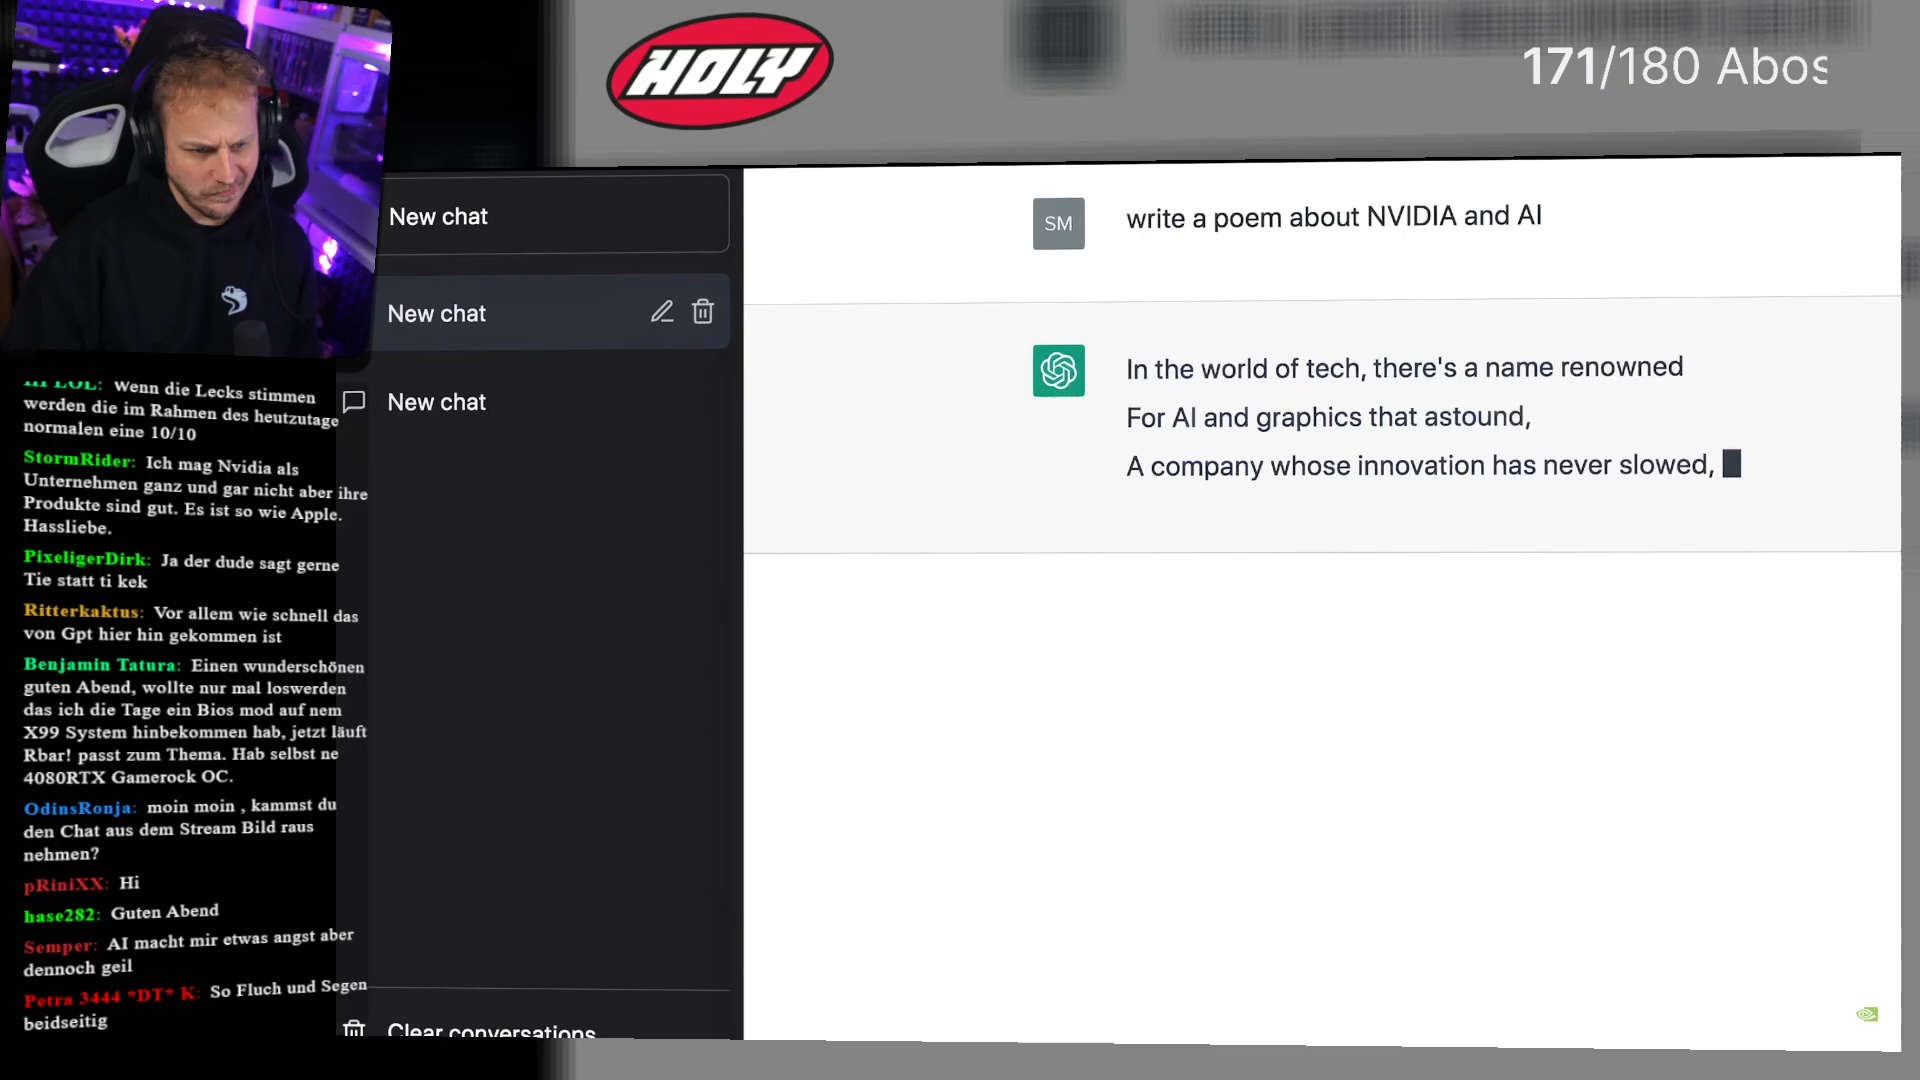 HOLY
171/180 Abos
New chat
New chat
New chat
Clear conversations
SM
write a poem about NVIDIA and AI
In the world of tech, there's a name renowned
For AI and graphics that astound,
A company whose innovation has never slowed,
Wenn die Lecks stimmen
werden die im Rahmen des heutzutage
normalen eine 10/10
StormRider: Ich mag Nvidia als
Unternehmen ganz und gar nicht aber ihre
Produkte sind gut. Es ist so wie Apple.
Hassliebe.
PixeligerDirk: Ja der dude sagt gerne
Tie statt ti kek
Ritterkaktus: Vor allem wie schnell das
von Gpt hier hin gekommen ist
Benjamin Tatura: Einen wunderschönen
guten Abend, wollte nur mal loswerden
das ich die Tage ein Bios mod auf nem
X99 System hinbekommen hab, jetzt läuft
Rbar! passt zum Thema. Hab selbst ne
4080RTX Gamerock OC.
OdinsRonja: moin moin , kammst du
den Chat aus dem Stream Bild raus
nehmen?
pRiniXX: Hi
hase282: Guten Abend
Semper: AI macht mir etwas angst aber
dennoch geil
Petra 3444 *DT* K: So Fluch und Segen
beidseitig